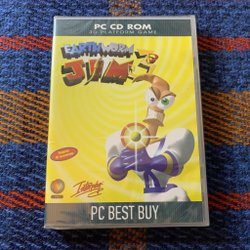 PC CD ROM
3D PLATFORM GAME
EARTHWORM
JIM 3D
Interplay
PC BEST BUY